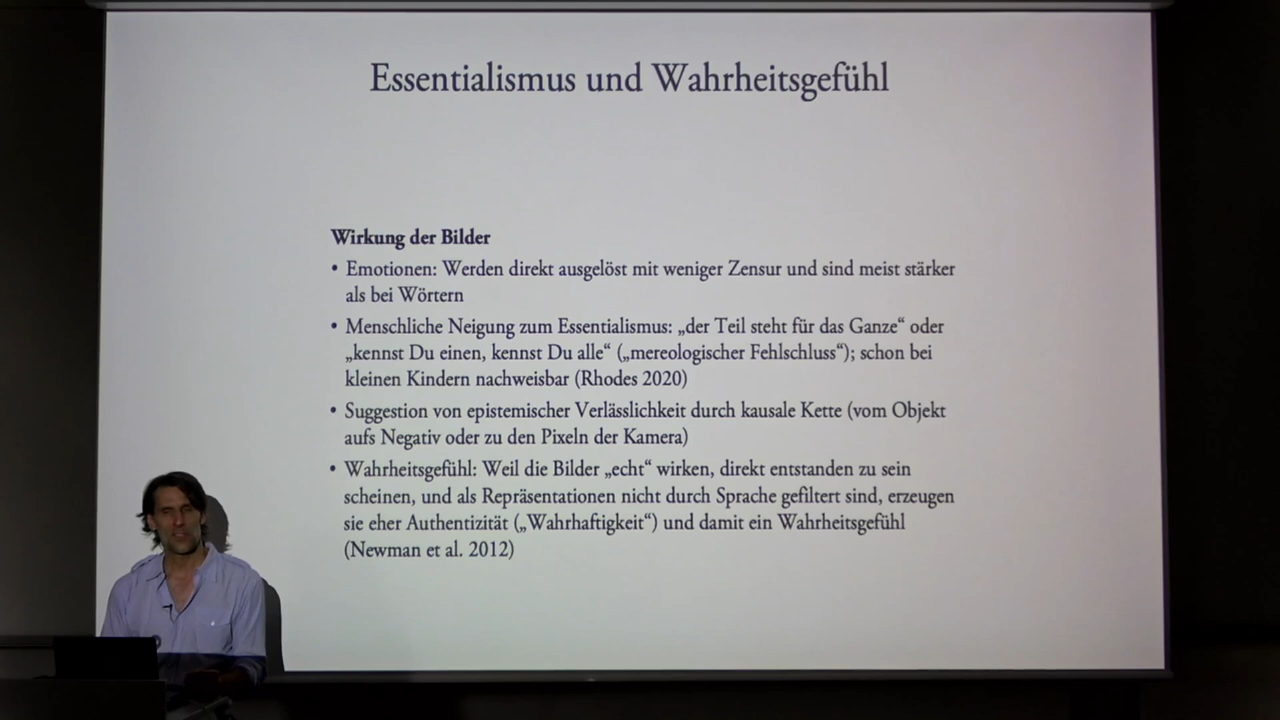 Essentialismus und Wahrheitsgefühl
Wirkung der Bilder
• Emotionen: Werden direkt ausgelöst mit weniger Zensur und sind meist stärker
als bei Wörtern
• Menschliche Neigung zum Essentialismus: „der Teil steht für das Ganze“ oder
„kennst Du einen, kennst Du alle“ („mereologischer Fehlschluss“); schon bei
kleinen Kindern nachweisbar (Rhodes 2020)
• Suggestion von epistemischer Verlässlichkeit durch kausale Kette (vom Objekt
aufs Negativ oder zu den Pixeln der Kamera)
• Wahrheitsgefühl: Weil die Bilder „echt“ wirken, direkt entstanden zu sein
scheinen, und als Repräsentationen nicht durch Sprache gefiltert sind, erzeugen
sie eher Authentizität („Wahrhaftigkeit“) und damit ein Wahrheitsgefühl
(Newman et al. 2012)